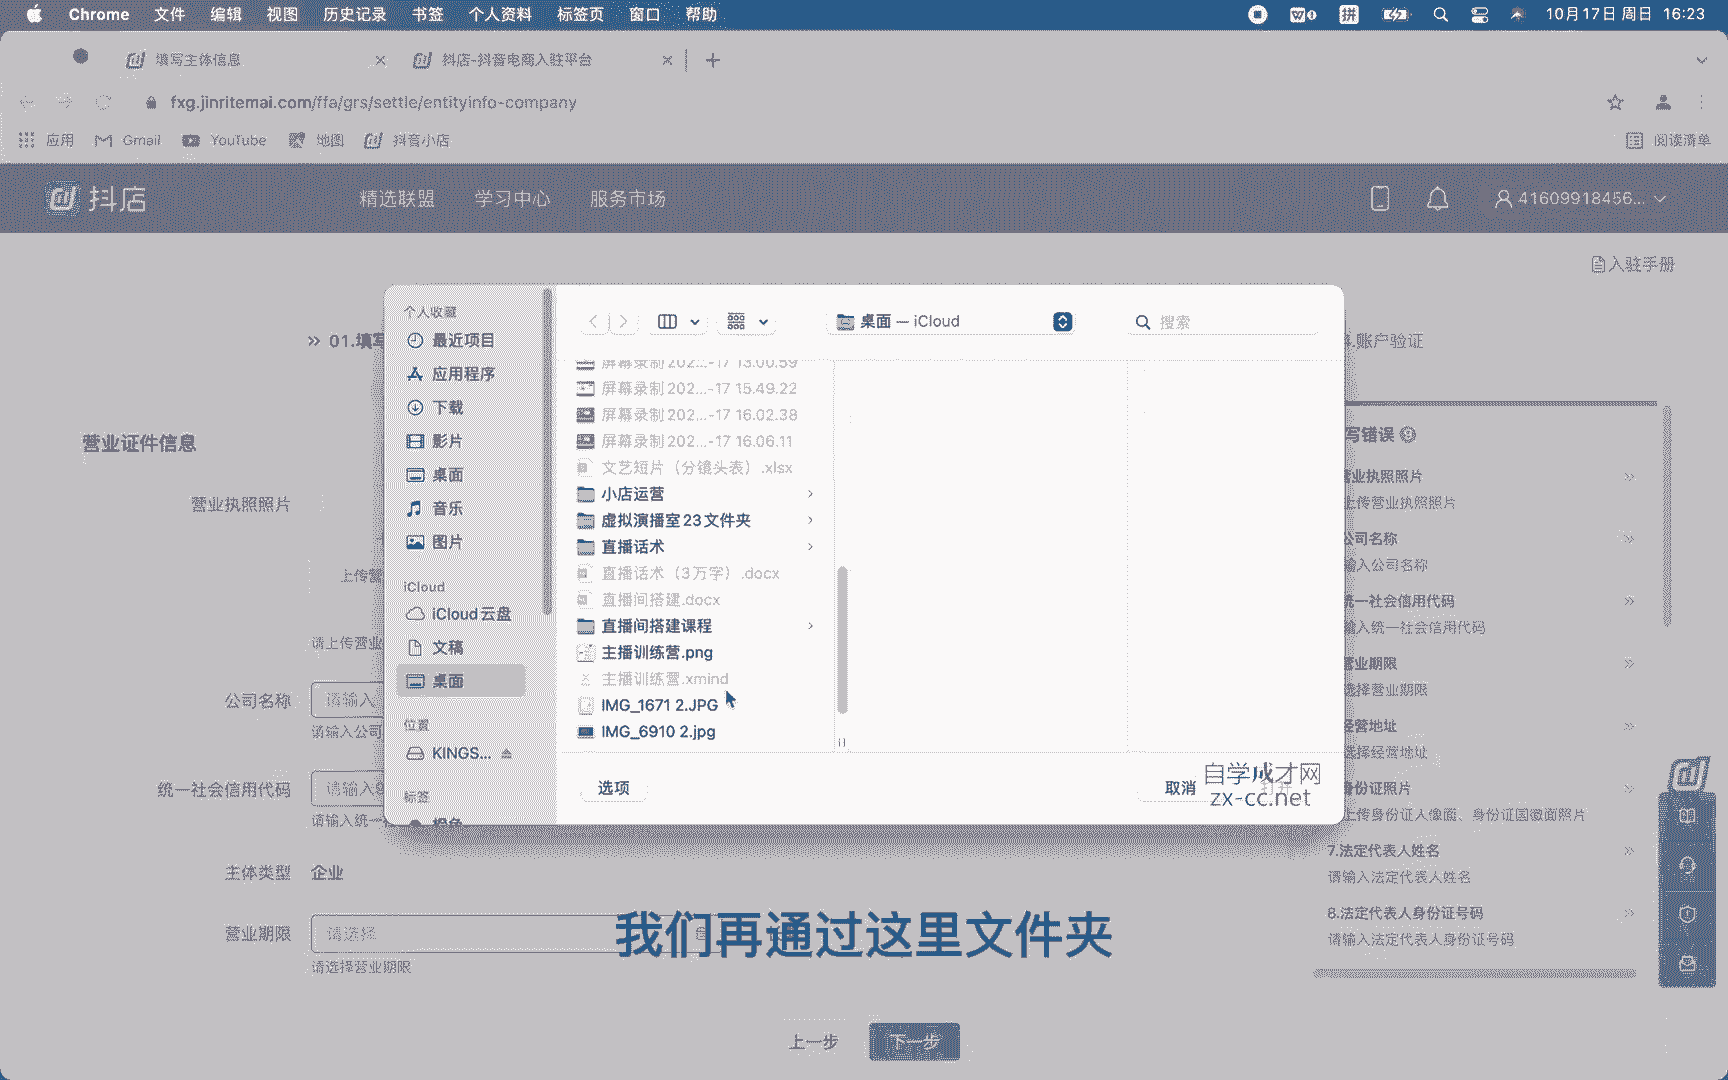 Chrome 文件 编辑 视图 历史记录 书签 个人资料 标签页 窗口 帮助
拼
10月17日 周日 16:23
填写主体信息
抖店-抖音电商入驻平台
fxg.jinritemai.com/ffa/grs/settle/entityinfo-company
应用 Gmail YouTube 地图 抖音小店
阅读清单
抖店
精选联盟 学习中心 服务市场
41609918456...
入驻手册
01.填写
账户验证
个人收藏
最近项目
应用程序
下载
影片
桌面
音乐
图片
iCloud
iCloud云盘
文稿
桌面
位置
KINGS...
标签
桌面 — iCloud
搜索
屏幕录制 202...-17 13.00.59
屏幕录制 202...-17 15.49.22
屏幕录制 202...-17 16.02.38
屏幕录制 202...-17 16.06.11
文艺短片（分镜头表）.xlsx
小店运营
虚拟演播室23文件夹
直播话术
直播话术（3万字）.docx
直播间搭建.docx
直播间搭建课程
主播训练营.png
主播训练营.xmind
IMG_1671 2.JPG
IMG_6910 2.jpg
选项
取消
自学成才网
zx-cc.net
营业证件信息
营业执照照片
上传营
请上传营业
公司名称
请输入
请输入公司
统一社会信用代码
请输入
请输入统一
主体类型
企业
营业期限
请选择
请选择营业期限
写错误
营业执照照片
上传营业执照照片
公司名称
输入公司名称
统一社会信用代码
输入统一社会信用代码
营业期限
选择营业期限
经营地址
选择经营地址
身份证照片
上传身份证人像面、身份证国徽面照片
7.法定代表人姓名
请输入法定代表人姓名
8.法定代表人身份证号码
请输入法定代表人身份证号码
我们再通过这里文件夹
上一步
下一步